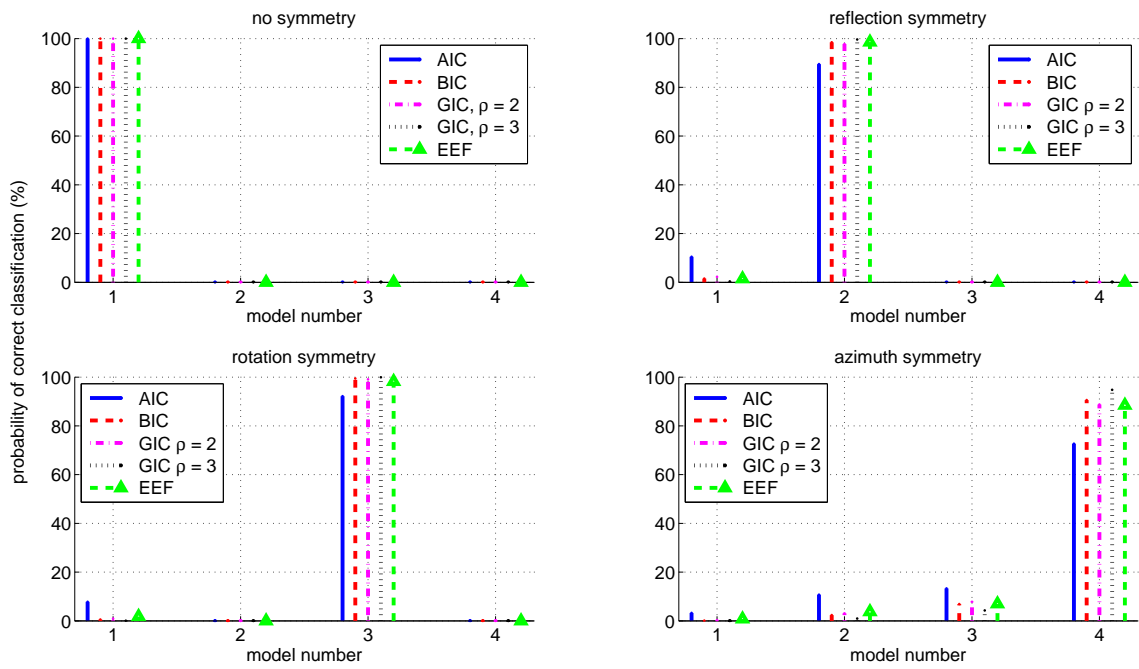 probability of correct classification (%)
no symmetry
100
80
60
40
20
0
AIC
BIC
GIC, ρ = 2
GIC, ρ = 3
EEF
1 2 3 4
model number
reflection symmetry
100
80
60
40
20
0
AIC
BIC
GIC, ρ = 2
GIC, ρ = 3
EEF
1 2 3 4
model number
rotation symmetry
100
80
60
40
20
0
AIC
BIC
GIC ρ = 2
GIC ρ = 3
EEF
1 2 3 4
model number
azimuth symmetry
100
80
60
40
20
0
AIC
BIC
GIC ρ = 2
GIC ρ = 3
EEF
1 2 3 4
model number